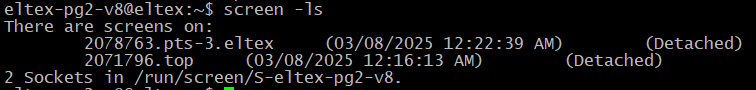 eltex-pg2-v8@eltex:~$ screen -ls
There are screens on:
2078763.pts-3.eltex (03/08/2025 12:22:39 AM) (Detached)
2071796.top (03/08/2025 12:16:13 AM) (Detached)
2 Sockets in /run/screen/S-eltex-pg2-v8.